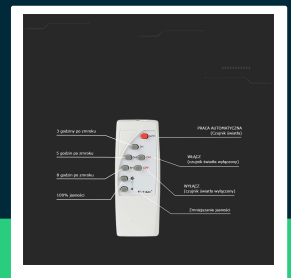 3 godziny po zmroku
PRACA AUTOMATYCZNA
(Czujnik światła)
5 godzin po zmroku
WŁĄCZ
(czujnik światła wyłączony)
8 godzin po zmroku
WYŁĄCZ
(czujnik światły wyłączony)
100% jasności
Zmniejszanie jasności